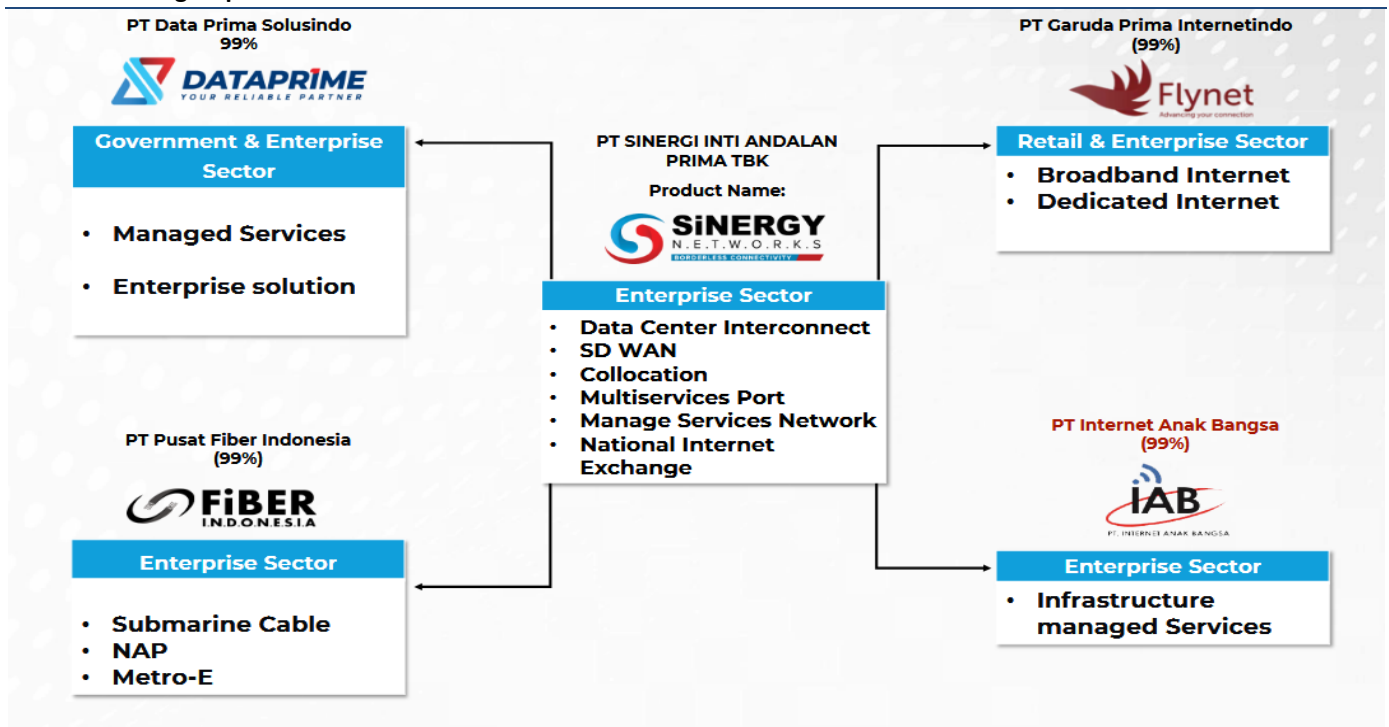 PT Data Prima Solusindo
99%
DATAPRIME
YOUR RELIABLE PARTNER
Government & Enterprise
Sector
• Managed Services
• Enterprise solution
PT Pusat Fiber Indonesia
(99%)
FiBER
I.N.D.O.N.E.S.I.A
Enterprise Sector
• Submarine Cable
• NAP
• Metro-E
PT SINERGI INTI ANDALAN
PRIMA TBK
Product Name:
SiNERGY
N.E.T.W.O.R.K.S
BORDERLESS CONNECTIVITY
Enterprise Sector
• Data Center Interconnect
• SD WAN
• Collocation
• Multiservices Port
• Manage Services Network
• National Internet
Exchange
PT Garuda Prima Internetindo
(99%)
Flynet
Advancing your connection
Retail & Enterprise Sector
• Broadband Internet
• Dedicated Internet
PT Internet Anak Bangsa
(99%)
iAB
PT. INTERNET ANAK BANGSA
Enterprise Sector
• Infrastructure
managed Services